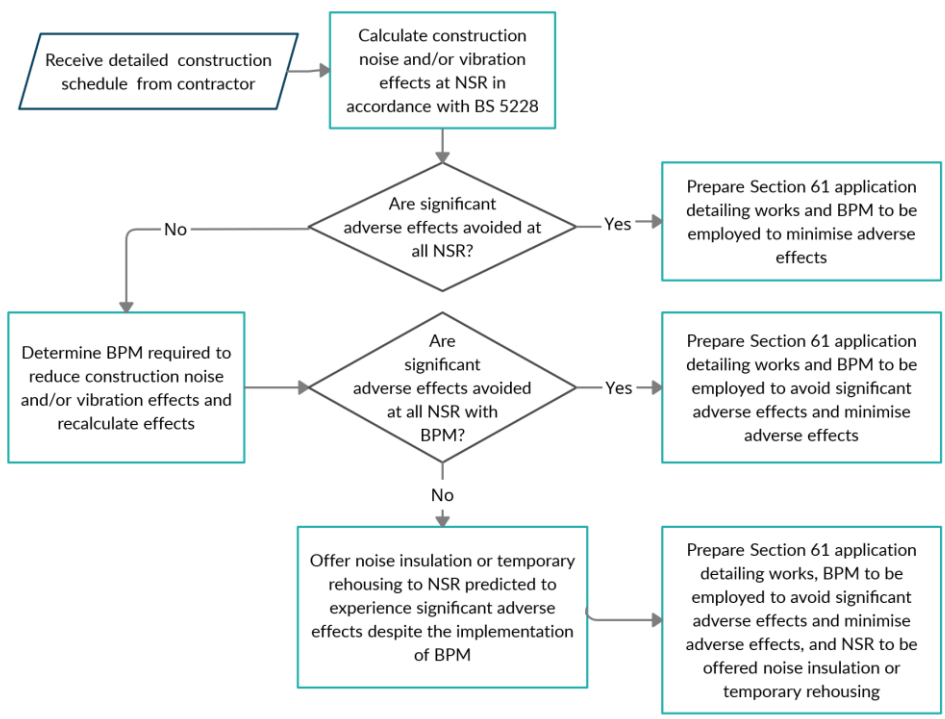 Receive detailed construction
schedule from contractor
Calculate construction
noise and/or vibration
effects at NSR in
accordance with BS 5228
Are significant
adverse effects avoided at
all NSR?
Yes
Prepare Section 61 application
detailing works and BPM to be
employed to minimise adverse
effects
No
Determine BPM required to
reduce construction noise
and/or vibration effects and
recalculate effects
Are
significant
adverse effects avoided
at all NSR with
BPM?
Yes
Prepare Section 61 application
detailing works and BPM to be
employed to avoid significant
adverse effects and minimise
adverse effects
No
Offer noise insulation or temporary
rehousing to NSR predicted to
experience significant adverse
effects despite the implementation
of BPM
Prepare Section 61 application
detailing works, BPM to be
employed to avoid significant
adverse effects and minimise
adverse effects, and NSR to be
offered noise insulation or
temporary rehousing